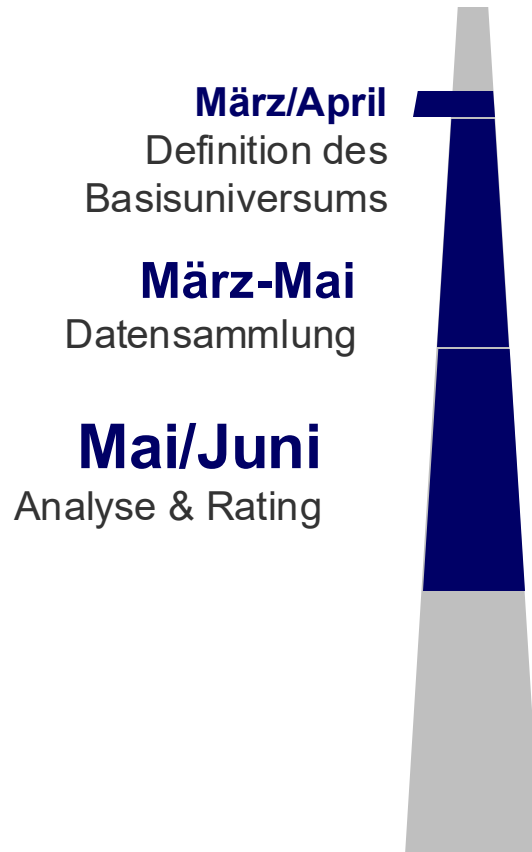 März/April
Definition des
Basisuniversums
März-Mai
Datensammlung
Mai/Juni
Analyse & Rating